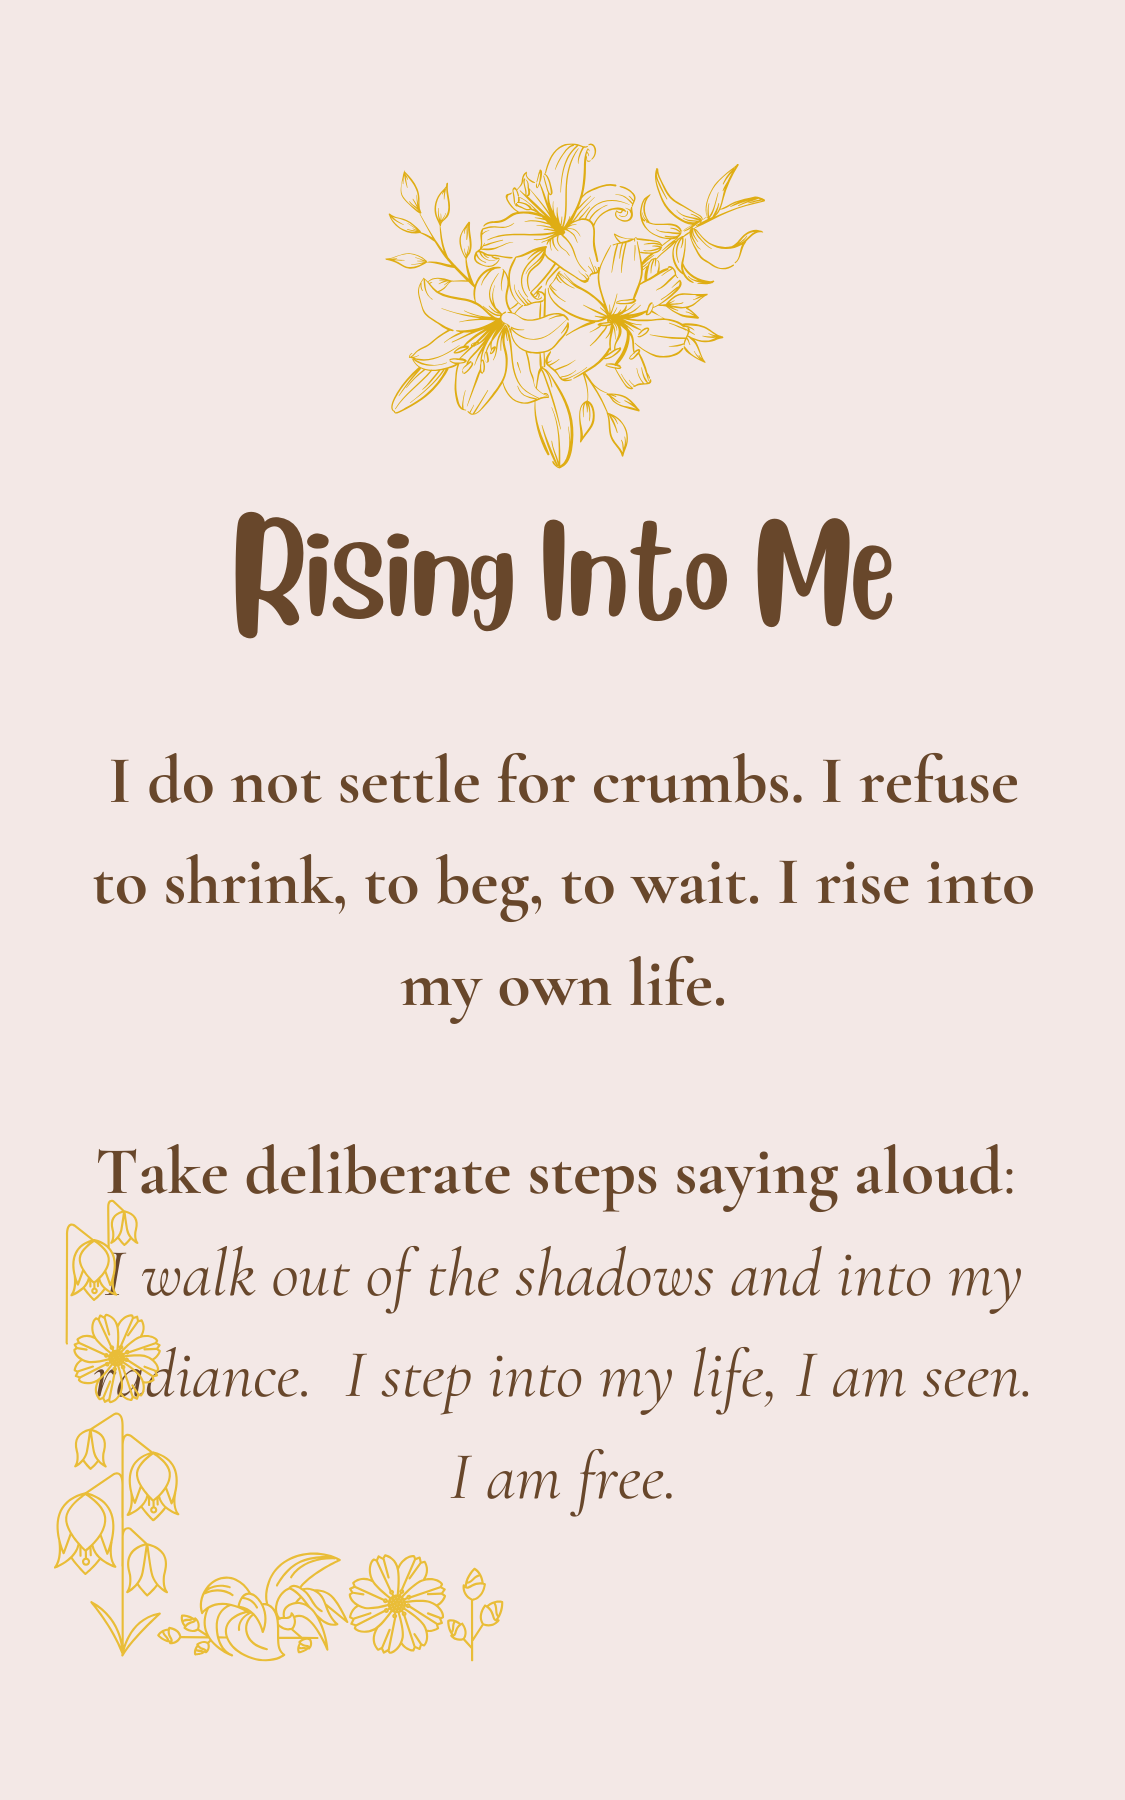 Rising Into Me
I do not settle for crumbs. I refuse
to shrink, to beg, to wait. I rise into
my own life.
Take deliberate steps saying aloud:
I walk out of the shadows and into my
radiance.  I step into my life, I am seen.
I am free.